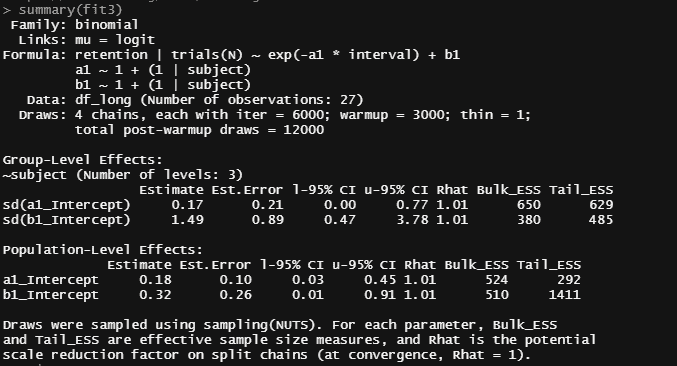 > summary(fit3)
 Family: binomial
  Links: mu = logit
Formula: retention | trials(N) ~ exp(-a1 * interval) + b1
         a1 ~ 1 + (1 | subject)
         b1 ~ 1 + (1 | subject)
   Data: df_long (Number of observations: 27)
  Draws: 4 chains, each with iter = 6000; warmup = 3000; thin = 1;
         total post-warmup draws = 12000

Group-Level Effects:
~subject (Number of levels: 3)
                 Estimate Est.Error l-95% CI u-95% CI Rhat Bulk_ESS Tail_ESS
sd(a1_Intercept)     0.17      0.21     0.00     0.77 1.01      650      629
sd(b1_Intercept)     1.49      0.89     0.47     3.78 1.01      380      485

Population-Level Effects:
             Estimate Est.Error l-95% CI u-95% CI Rhat Bulk_ESS Tail_ESS
a1_Intercept     0.18      0.10     0.03     0.45 1.01      524      292
b1_Intercept     0.32      0.26     0.01     0.91 1.01      510     1411

Draws were sampled using sampling(NUTS). For each parameter, Bulk_ESS
and Tail_ESS are effective sample size measures, and Rhat is the potential
scale reduction factor on split chains (at convergence, Rhat = 1).